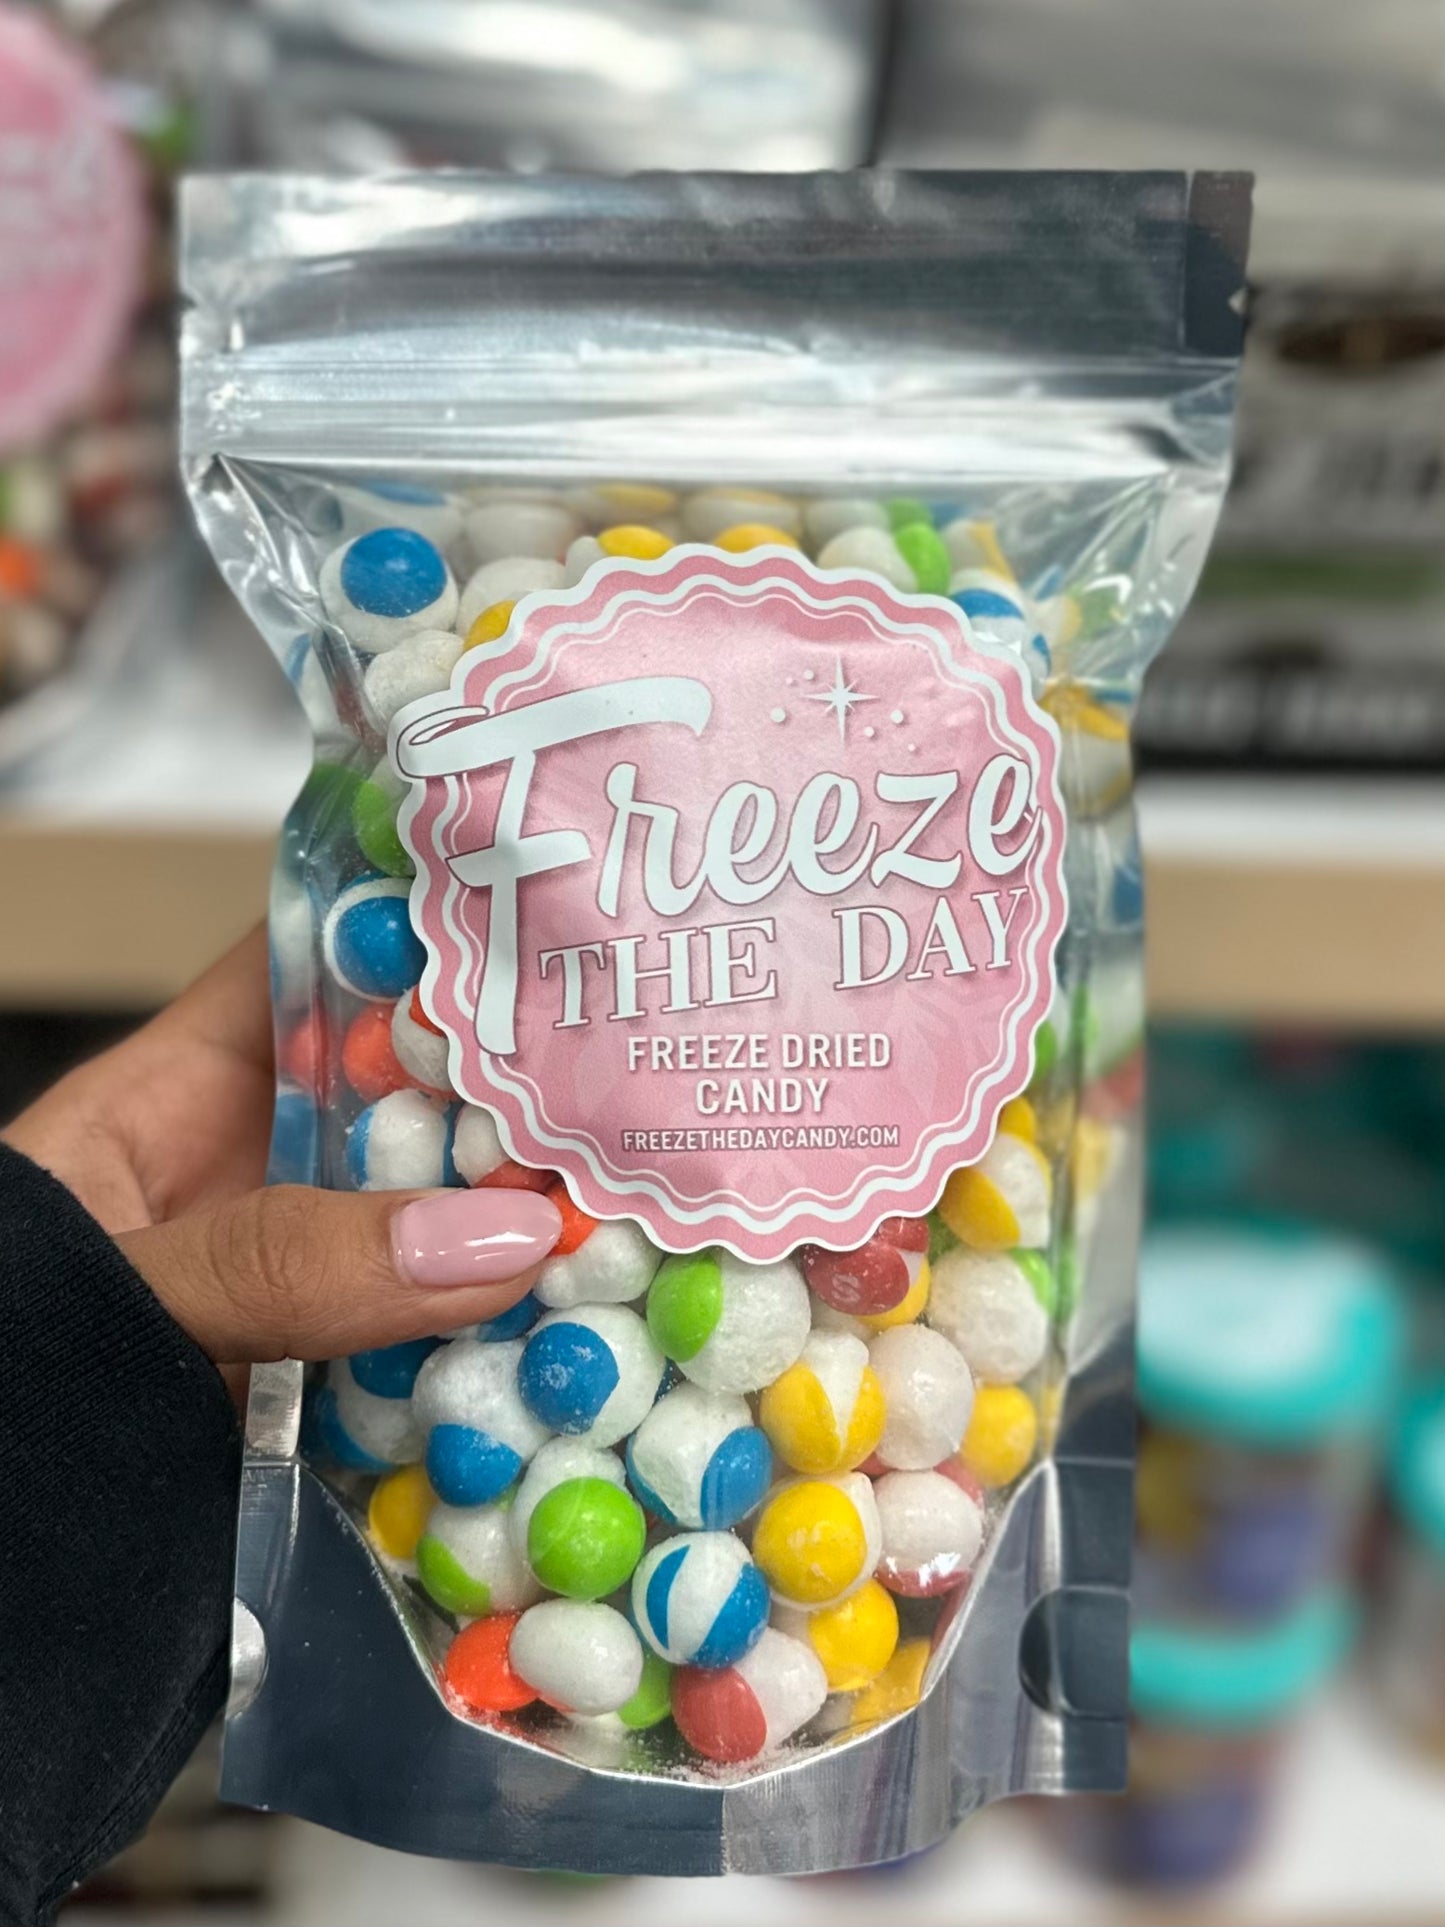 Freeze
THE DAY
FREEZE DRIED
CANDY
FREEZETHEDAYCANDY.COM
S